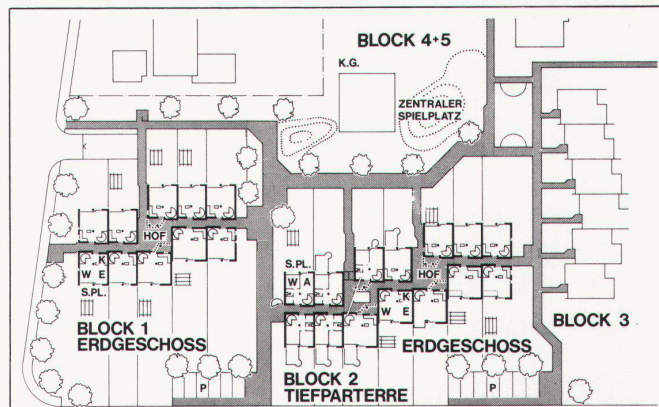 BLOCK 4+5
K.G.
ZENTRALER
SPIELPLATZ
HOF
S.PL.
HOF
K
W E
W A
K
W E
S.PL.
BLOCK 1
ERDGESCHOSS
ERDGESCHOSS
BLOCK 3
BLOCK 2
TIEFPARTERRE
P
P